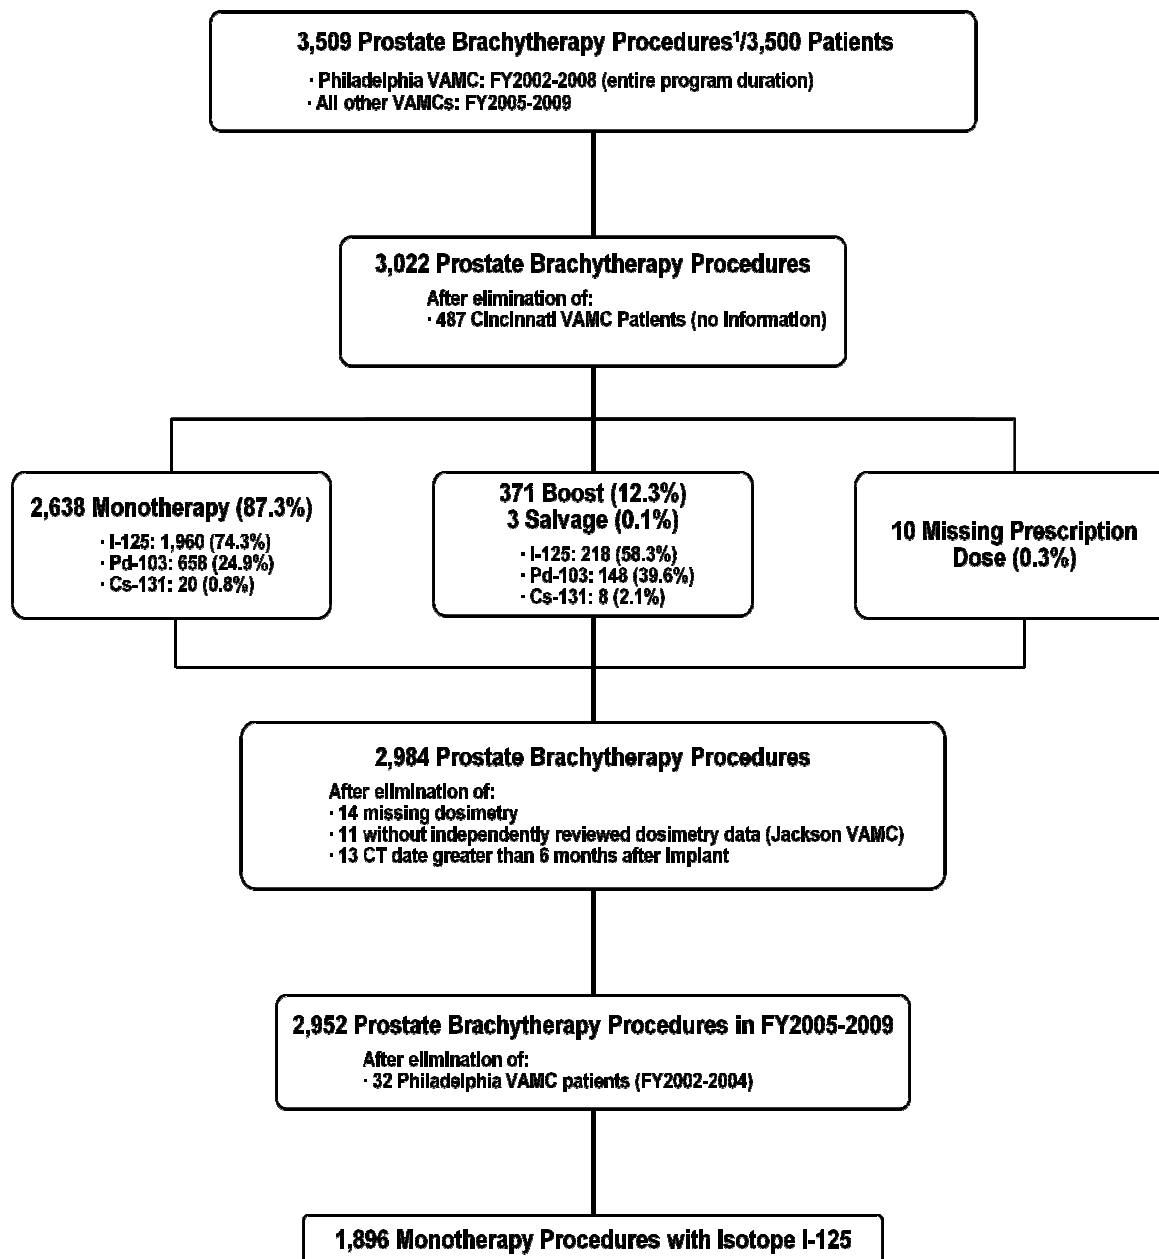 3,509 Prostate Brachytherapy Procedures¹/3,500 Patients
· Philadelphia VAMC: FY2002-2008 (entire program duration)
· All other VAMCs: FY2005-2009
3,022 Prostate Brachytherapy Procedures
After elimination of:
· 487 Cincinnati VAMC Patients (no information)
2,638 Monotherapy (87.3%)
· I-125: 1,960 (74.3%)
· Pd-103: 658 (24.9%)
· Cs-131: 20 (0.8%)
371 Boost (12.3%)
3 Salvage (0.1%)
· I-125: 218 (58.3%)
· Pd-103: 148 (39.6%)
· Cs-131: 8 (2.1%)
10 Missing Prescription
Dose (0.3%)
2,984 Prostate Brachytherapy Procedures
After elimination of:
· 14 missing dosimetry
· 11 without independently reviewed dosimetry data (Jackson VAMC)
· 13 CT date greater than 6 months after implant
2,952 Prostate Brachytherapy Procedures in FY2005-2009
After elimination of:
· 32 Philadelphia VAMC patients (FY2002-2004)
1,896 Monotherapy Procedures with Isotope I-125